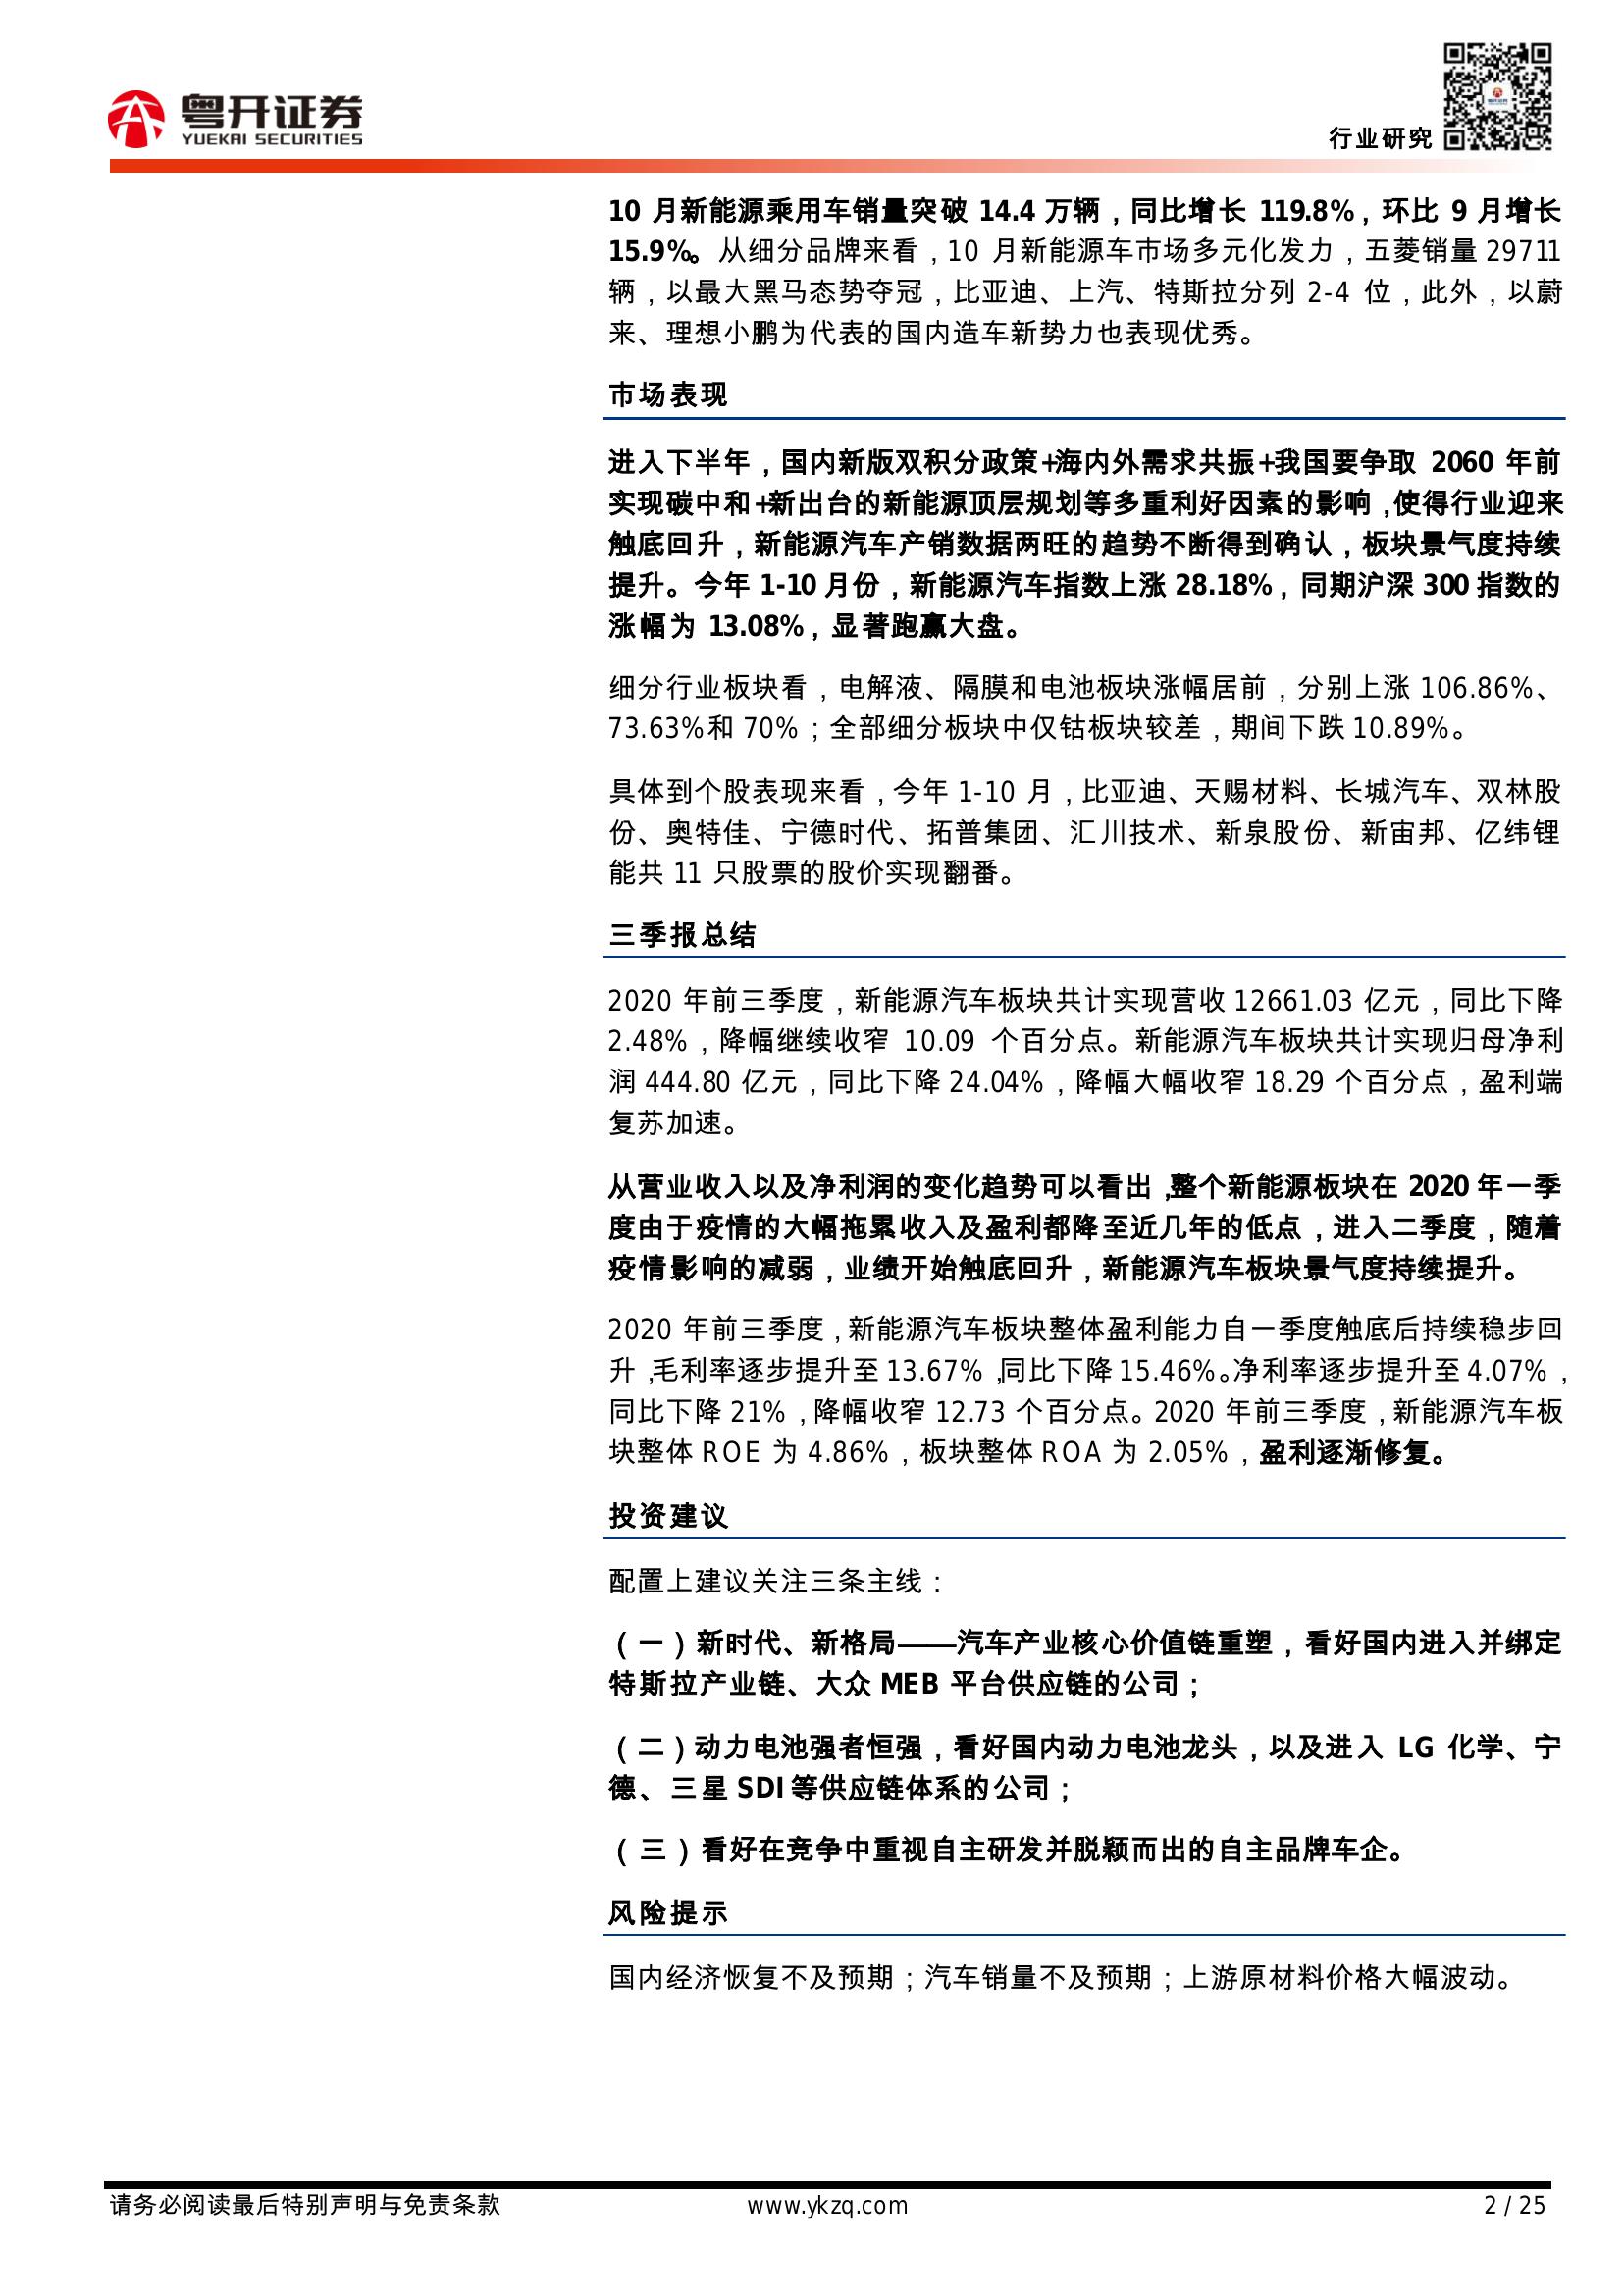 粤开证券
YUEKAI SECURITIES
行业研究
10 月新能源乘用车销量突破 14.4 万辆，同比增长 119.8%，环比 9 月增长
15.9%。从细分品牌来看，10 月新能源车市场多元化发力，五菱销量 29711
辆，以最大黑马态势夺冠，比亚迪、上汽、特斯拉分列 2-4 位，此外，以蔚
来、理想小鹏为代表的国内造车新势力也表现优秀。
市场表现
进入下半年，国内新版双积分政策+海内外需求共振+我国要争取 2060 年前
实现碳中和+新出台的新能源顶层规划等多重利好因素的影响，使得行业迎来
触底回升，新能源汽车产销数据两旺的趋势不断得到确认，板块景气度持续
提升。今年 1-10 月份，新能源汽车指数上涨 28.18%，同期沪深 300 指数的
涨幅为 13.08%，显著跑赢大盘。
细分行业板块看，电解液、隔膜和电池板块涨幅居前，分别上涨 106.86%、
73.63%和 70%；全部细分板块中仅钴板块较差，期间下跌 10.89%。
具体到个股表现来看，今年 1-10 月，比亚迪、天赐材料、长城汽车、双林股
份、奥特佳、宁德时代、拓普集团、汇川技术、新泉股份、新宙邦、亿纬锂
能共 11 只股票的股价实现翻番。
三季报总结
2020 年前三季度，新能源汽车板块共计实现营收 12661.03 亿元，同比下降
2.48%，降幅继续收窄 10.09 个百分点。新能源汽车板块共计实现归母净利
润 444.80 亿元，同比下降 24.04%，降幅大幅收窄 18.29 个百分点，盈利端
复苏加速。
从营业收入以及净利润的变化趋势可以看出，整个新能源板块在 2020 年一季
度由于疫情的大幅拖累收入及盈利都降至近几年的低点，进入二季度，随着
疫情影响的减弱，业绩开始触底回升，新能源汽车板块景气度持续提升。
2020 年前三季度，新能源汽车板块整体盈利能力自一季度触底后持续稳步回
升，毛利率逐步提升至 13.67%，同比下降 15.46%。净利率逐步提升至 4.07%，
同比下降 21%，降幅收窄 12.73 个百分点。2020 年前三季度，新能源汽车板
块整体 ROE 为 4.86%，板块整体 ROA 为 2.05%，盈利逐渐修复。
投资建议
配置上建议关注三条主线：
（一）新时代、新格局——汽车产业核心价值链重塑，看好国内进入并绑定
特斯拉产业链、大众 MEB 平台供应链的公司；
（二）动力电池强者恒强，看好国内动力电池龙头，以及进入 LG 化学、宁
德、三星 SDI 等供应链体系的公司；
（三）看好在竞争中重视自主研发并脱颖而出的自主品牌车企。
风险提示
国内经济恢复不及预期；汽车销量不及预期；上游原材料价格大幅波动。
请务必阅读最后特别声明与免责条款
www.ykzq.com
2 / 25